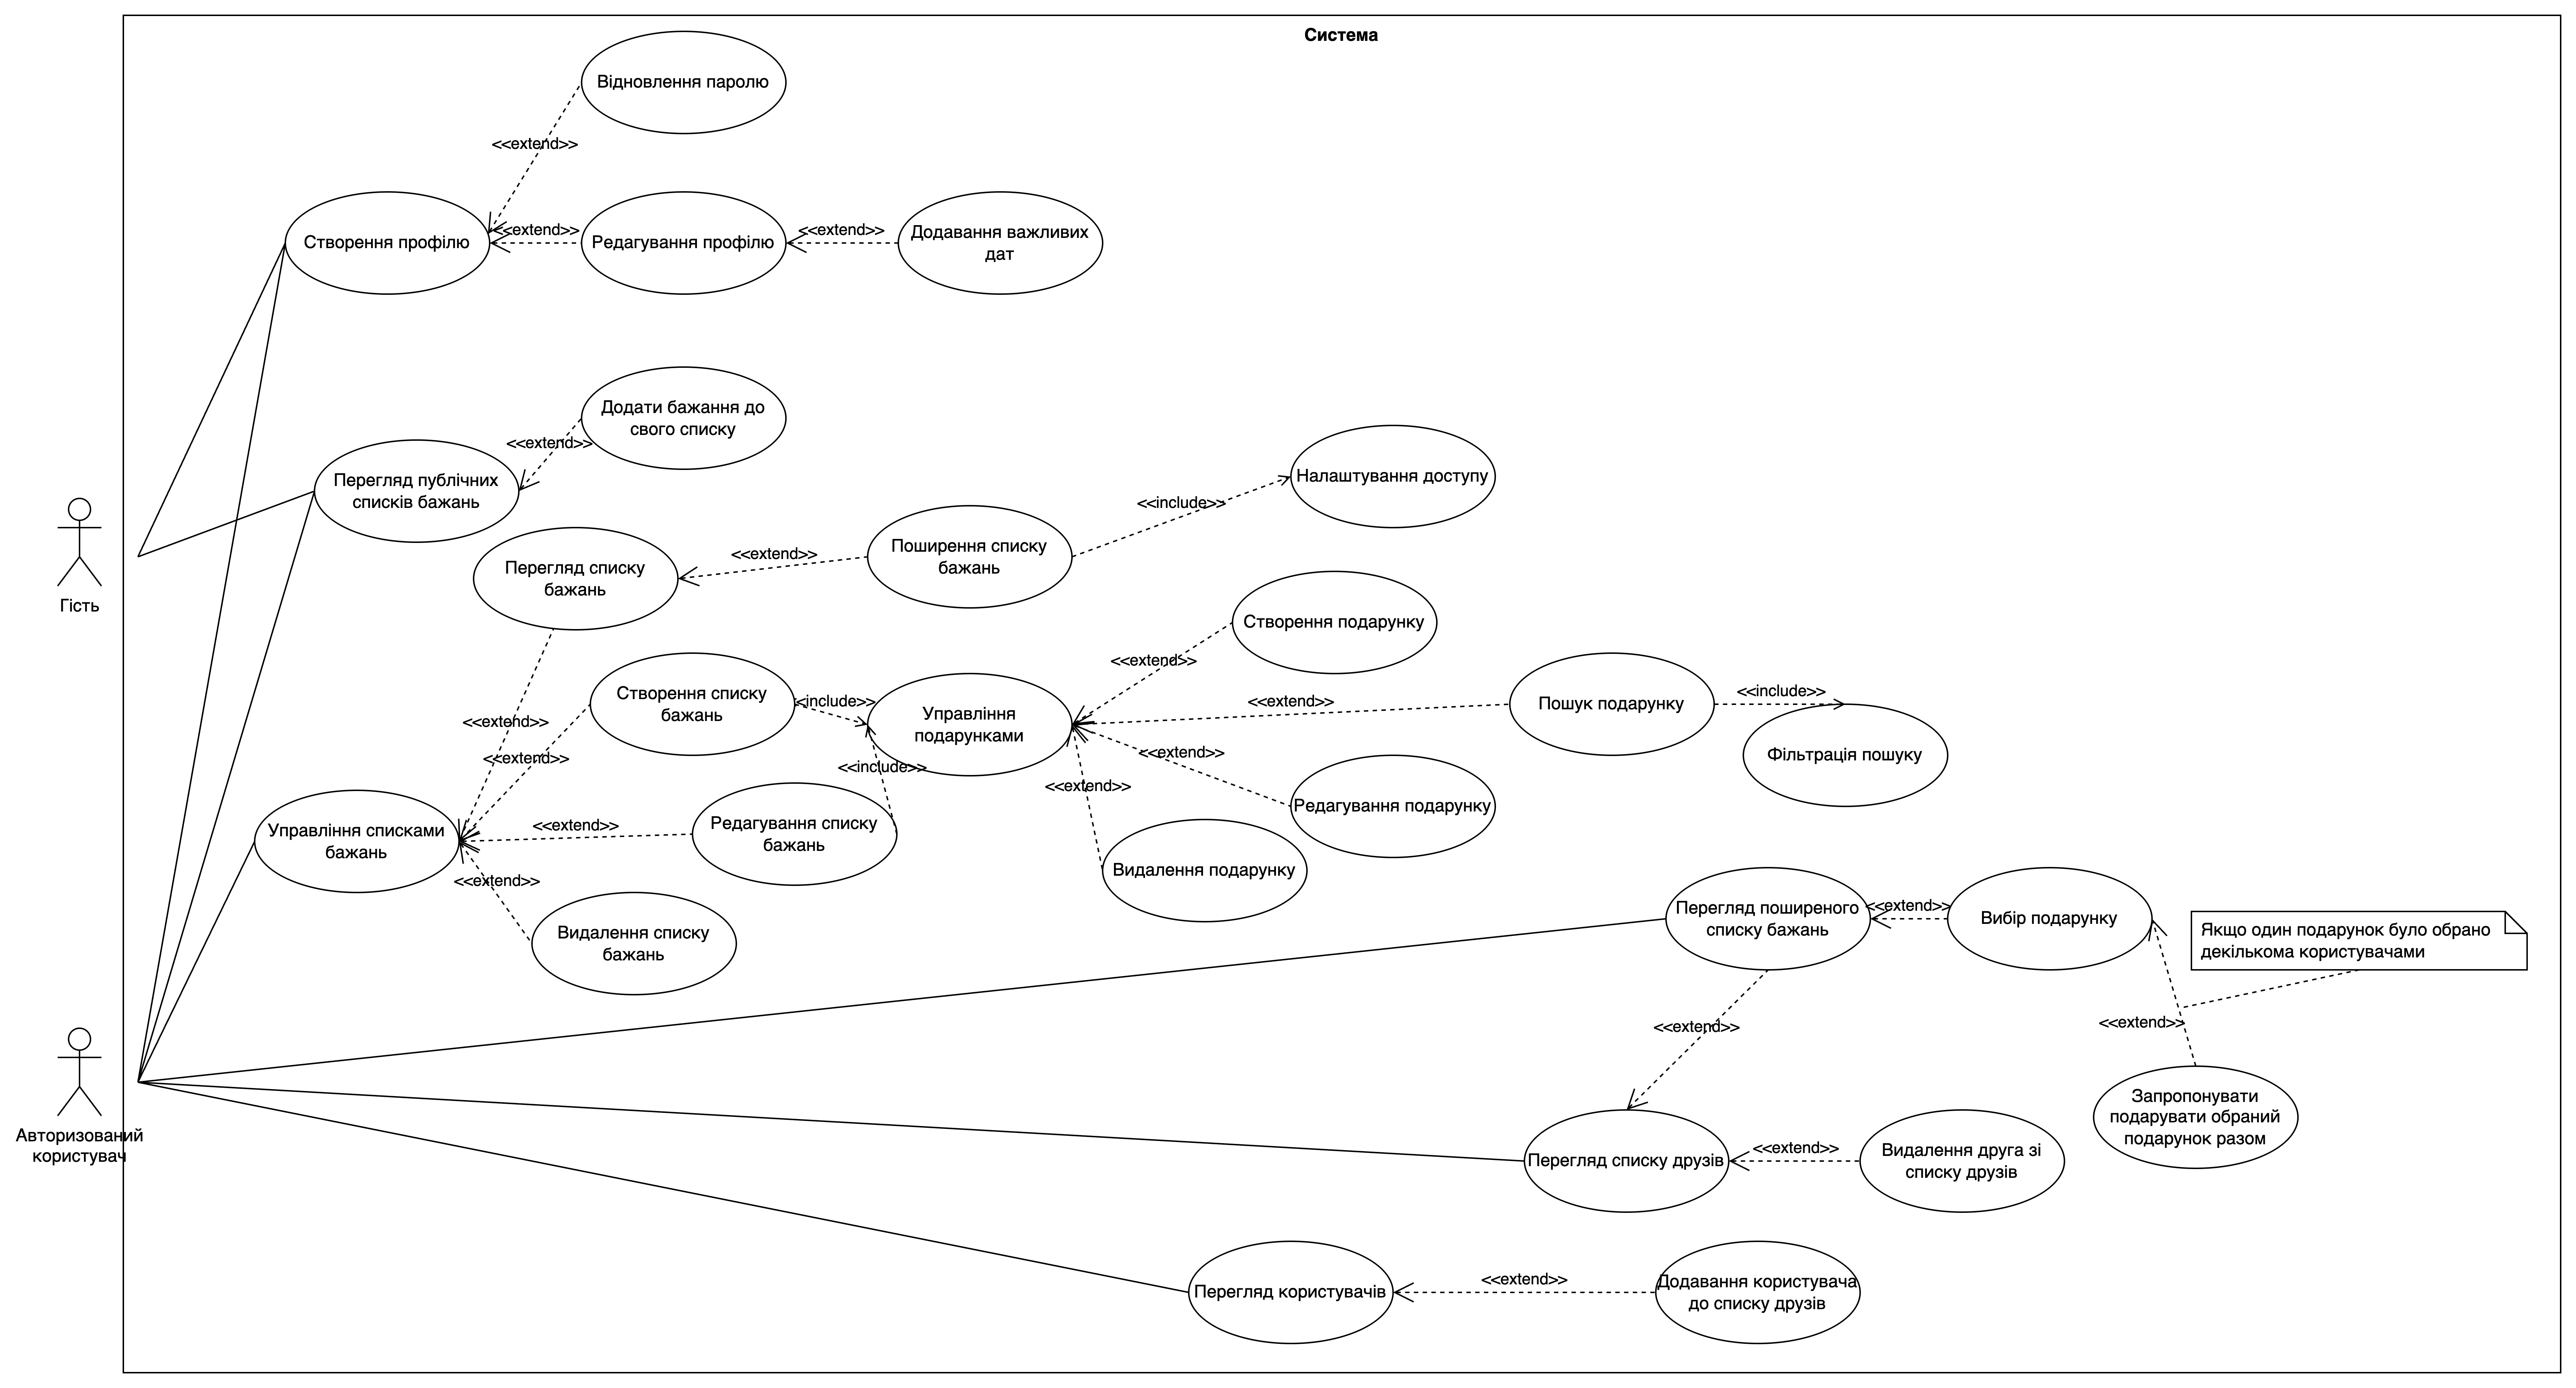 Система
Відновлення паролю
<<extend>>
Створення профілю
<<extend>>
Редагування профілю
<<extend>>
Додавання важливих
дат
Додати бажання до
свого списку
<<extend>>
Перегляд публічних
списків бажань
Налаштування доступу
<<include>>
Поширення списку
бажань
<<extend>>
Перегляд списку
бажань
Гість
Створення подарунку
<<extend>>
Створення списку
бажань
<<include>>
Управління
подарунками
<<extend>>
Пошук подарунку
<<include>>
Фільтрація пошуку
<<extend>>
<<extend>>
<<include>>
<<extend>>
<<extend>>
Редагування подарунку
Управління списками
бажань
<<extend>>
Редагування списку
бажань
Видалення подарунку
<<extend>>
Видалення списку
бажань
Перегляд поширеного
списку бажань
<<extend>>
Вибір подарунку
Якщо один подарунок було обрано
декількома користувачами
<<extend>>
<<extend>>
Авторизований
користувач
Запропонувати
подарувати обраний
подарунок разом
Перегляд списку друзів
<<extend>>
Видалення друга зі
списку друзів
Перегляд користувачів
<<extend>>
Додавання користувача
до списку друзів